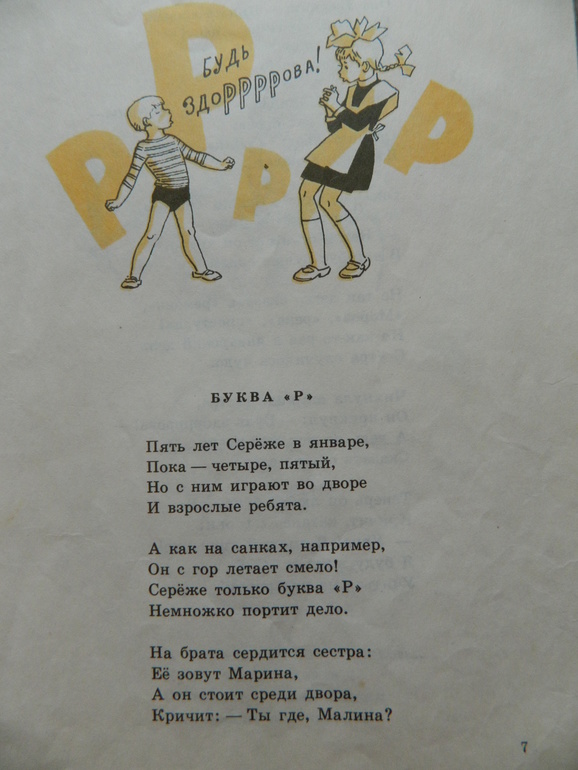 Р
Р
Р
Р
БУДЬ
ЗДОРРРРОВА!
БУКВА «Р»
Пять лет Серёже в январе,
Пока — четыре, пятый,
Но с ним играют во дворе
И взрослые ребята.
А как на санках, например,
Он с гор летает смело!
Серёже только буква «Р»
Немножко портит дело.
На брата сердится сестра:
Её зовут Марина,
А он стоит среди двора,
Кричит: — Ты где, Малина?
7